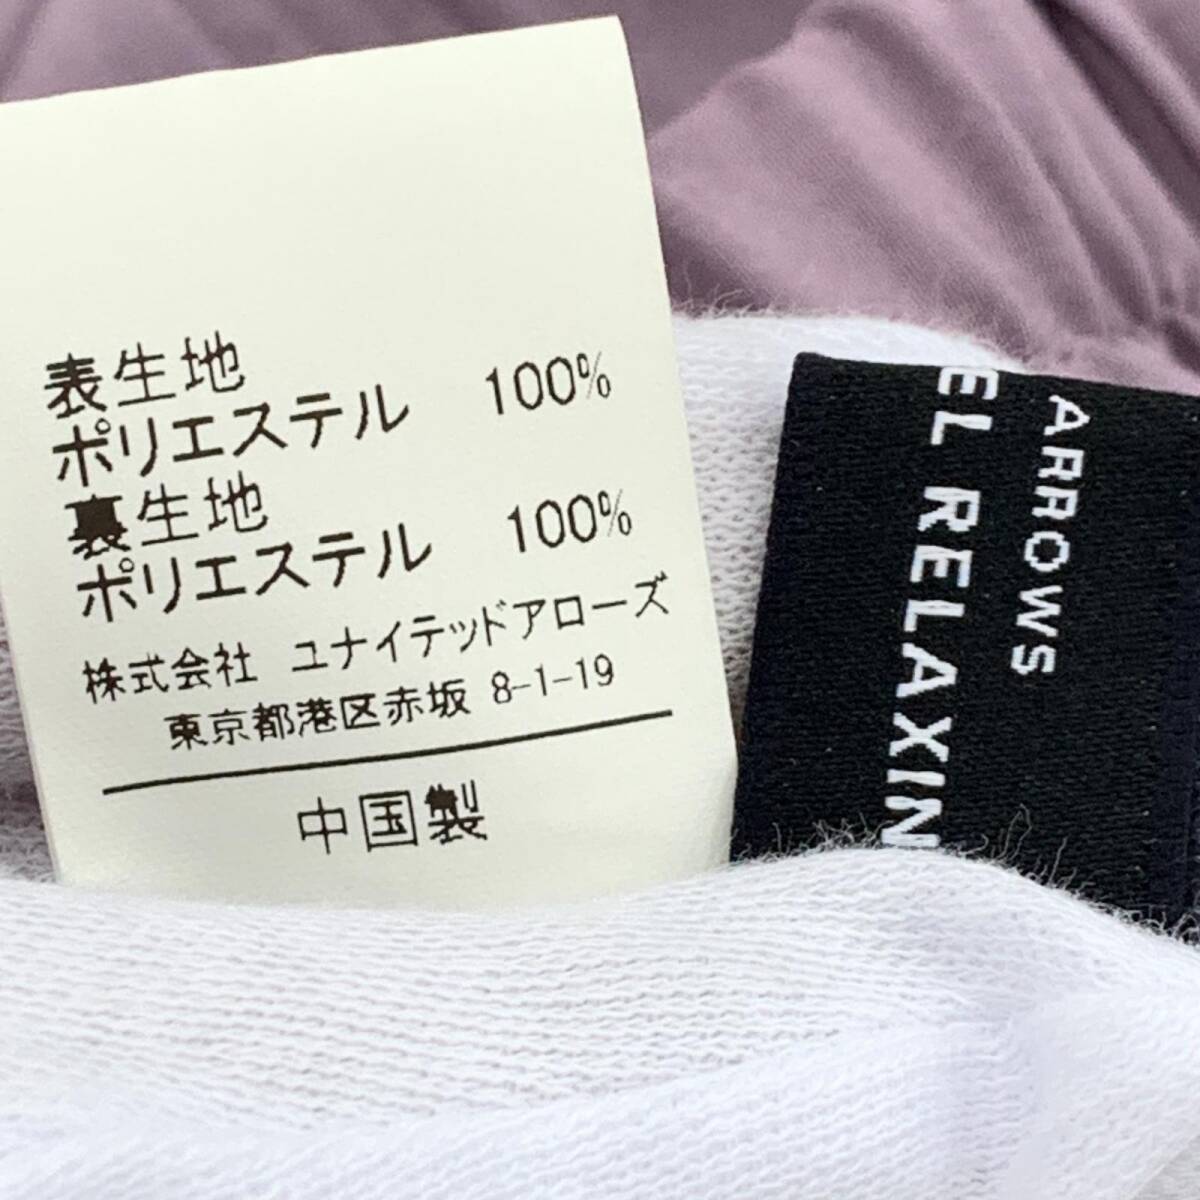 表生地
ポリエステル 100%
裏生地
ポリエステル 100%
株式会社 ユナイテッドアローズ
東京都港区赤坂 8-1-19
中国製
ARROWS
EL RELAXIN